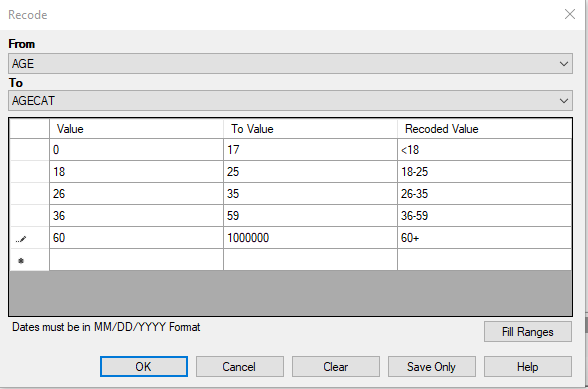 Recode
From
AGE
To
AGECAT
Value To Value Recoded Value
0 17 <18
18 25 18-25
26 35 26-35
36 59 36-59
60 1000000 60+
Dates must be in MM/DD/YYYY Format
Fill Ranges
OK Cancel Clear Save Only Help